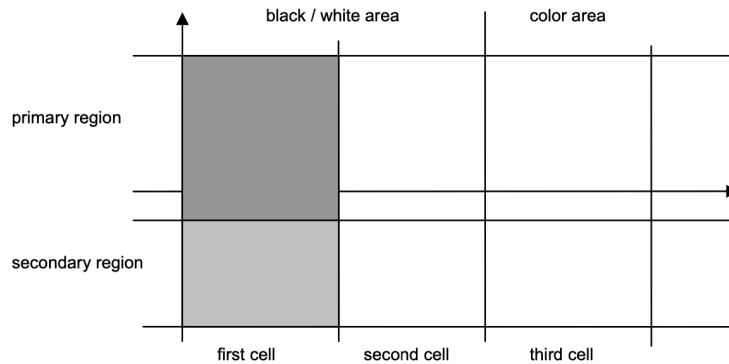 black / white area
color area
primary region
secondary region
first cell
second cell
third cell